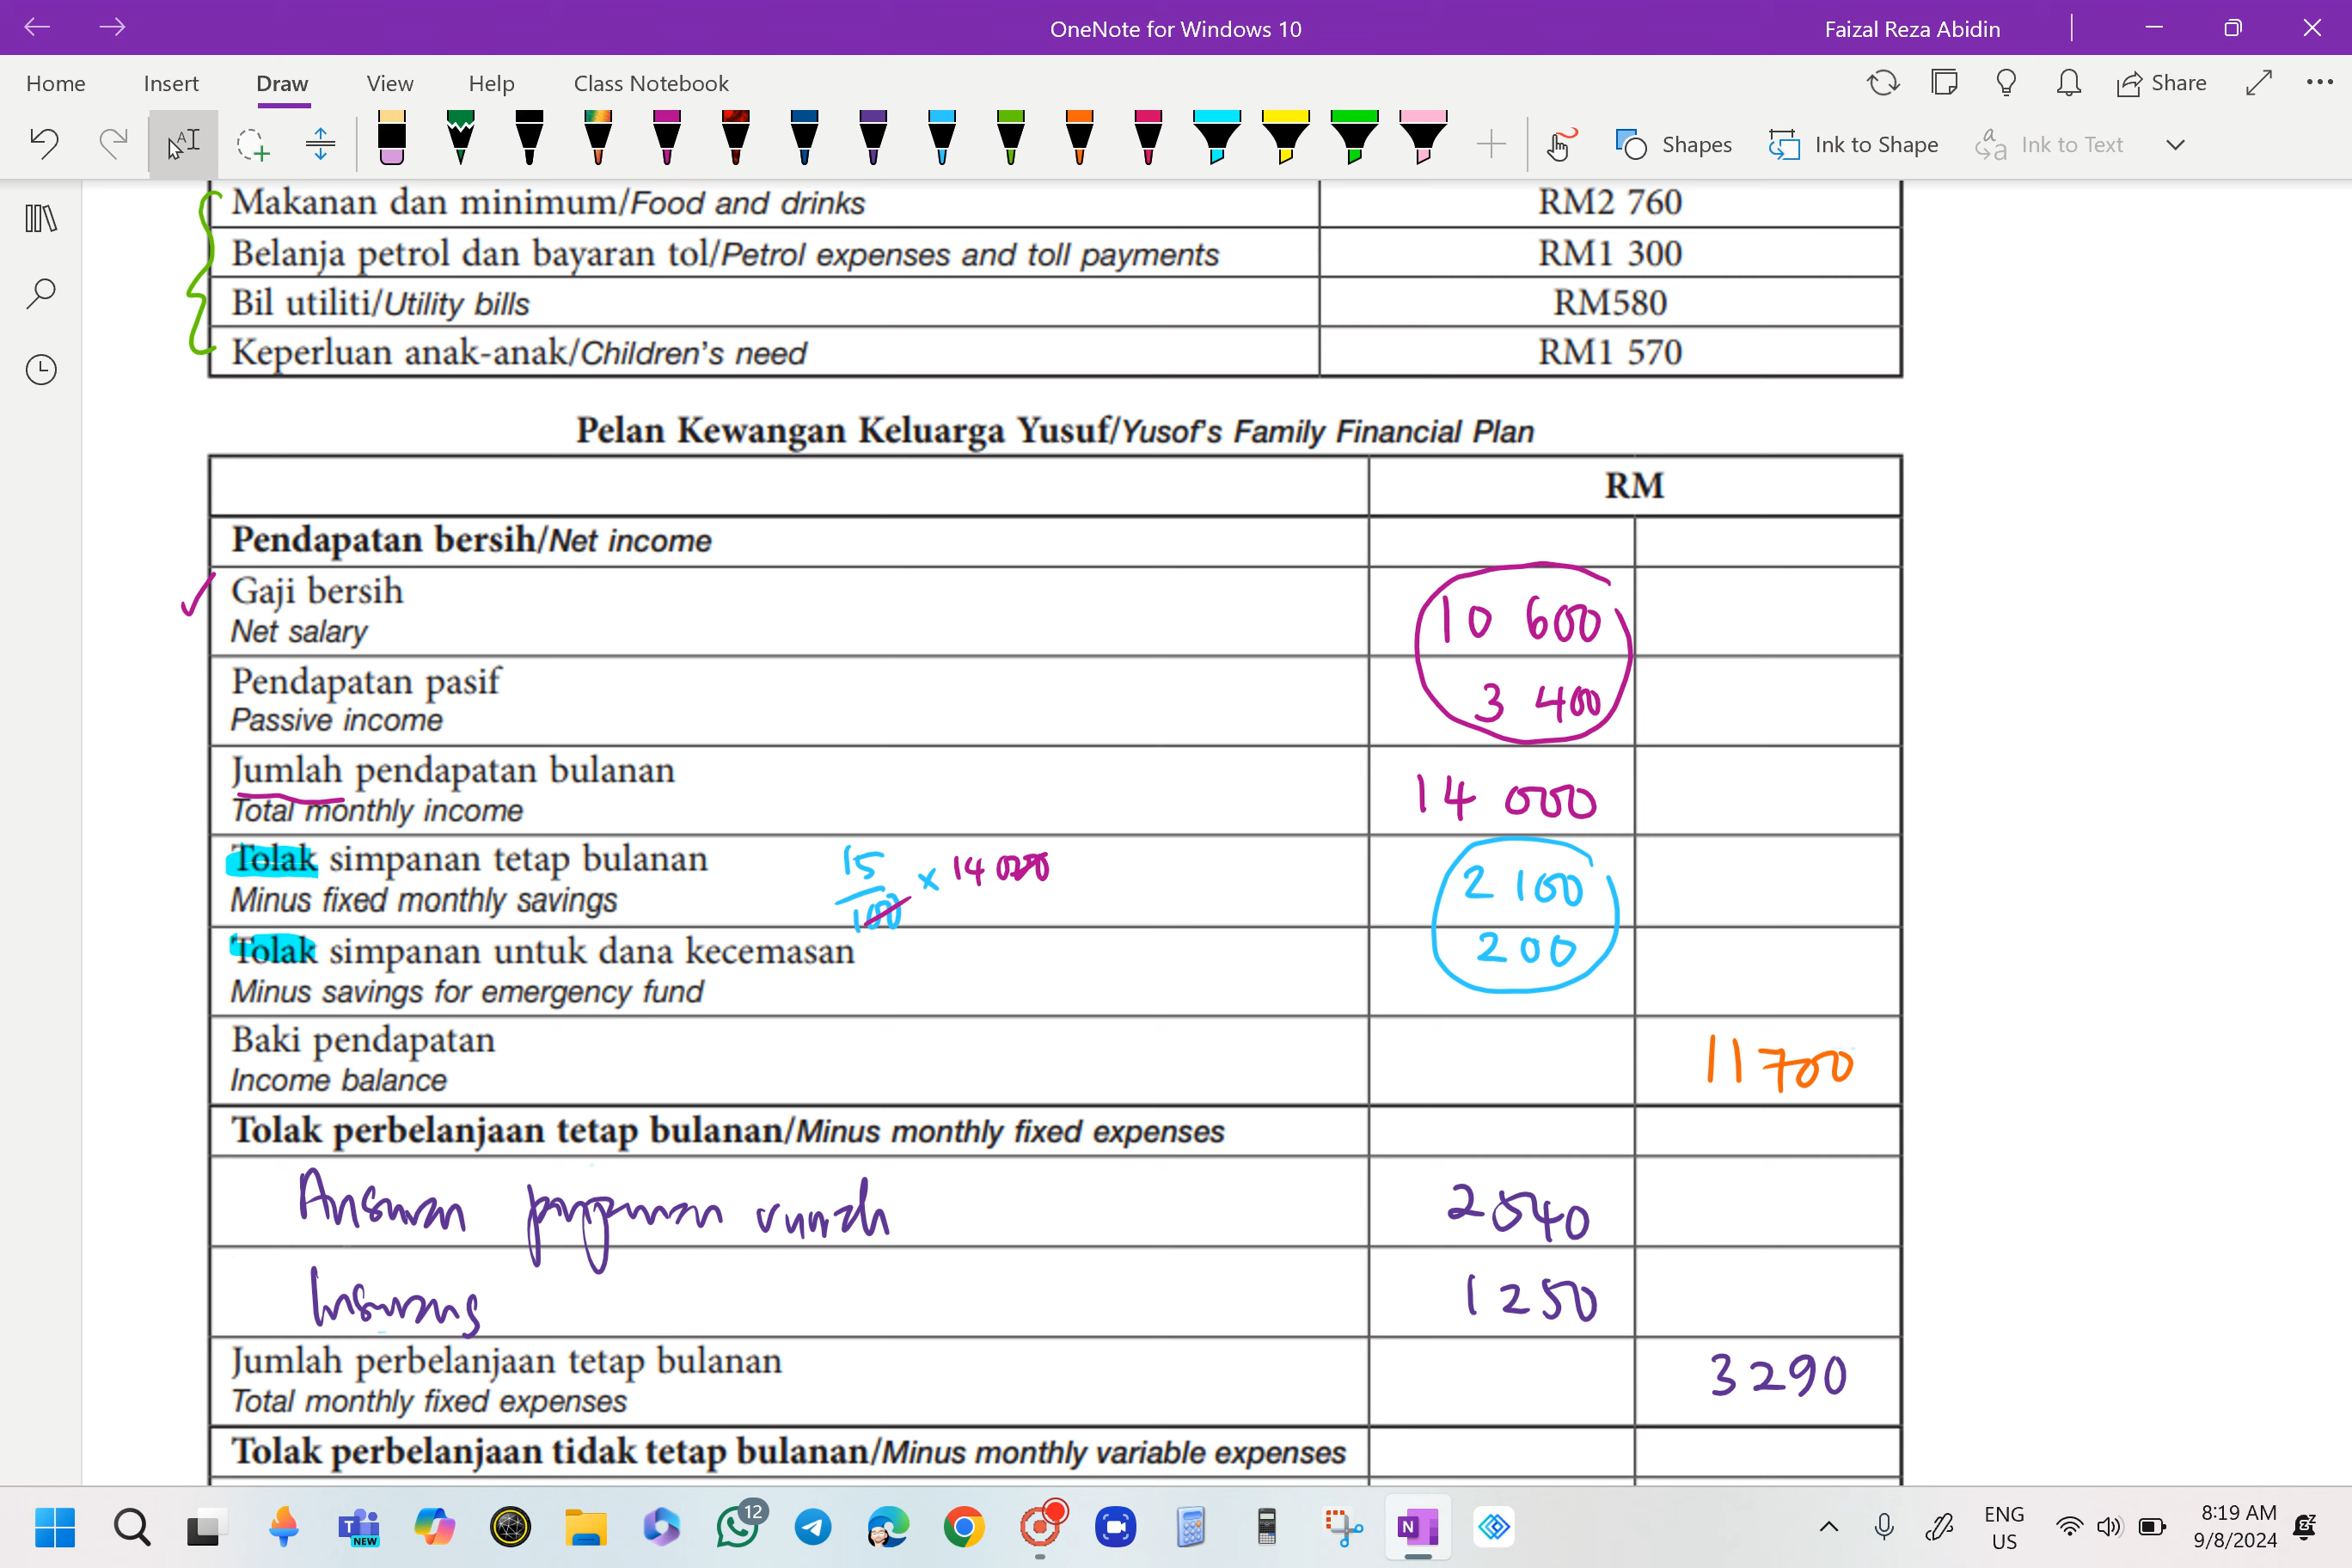 OneNote for Windows 10
Faizal Reza Abidin
Home Insert Draw View Help Class Notebook
Share
Shapes
Ink to Shape
Ink to Text
Makanan dan minimum/Food and drinks RM2 760
Belanja petrol dan bayaran tol/Petrol expenses and toll payments RM1 300
Bil utiliti/Utility bills RM580
Keperluan anak-anak/Children's need RM1 570
Pelan Kewangan Keluarga Yusuf/Yusof's Family Financial Plan
RM
Pendapatan bersih/Net income
Gaji bersih 10 600
Net salary
Pendapatan pasif 3 400
Passive income
Jumlah pendapatan bulanan 14 000
Total monthly income
Tolak simpanan tetap bulanan 15/100 × 14 000 2 100
Minus fixed monthly savings
Tolak simpanan untuk dana kecemasan 200
Minus savings for emergency fund
Baki pendapatan 11 700
Income balance
Tolak perbelanjaan tetap bulanan/Minus monthly fixed expenses
Ansuran pinjaman rumah 2040
Insurans 1250
Jumlah perbelanjaan tetap bulanan 3290
Total monthly fixed expenses
Tolak perbelanjaan tidak tetap bulanan/Minus monthly variable expenses
12
NEW
ENG
US
8:19 AM
9/8/2024